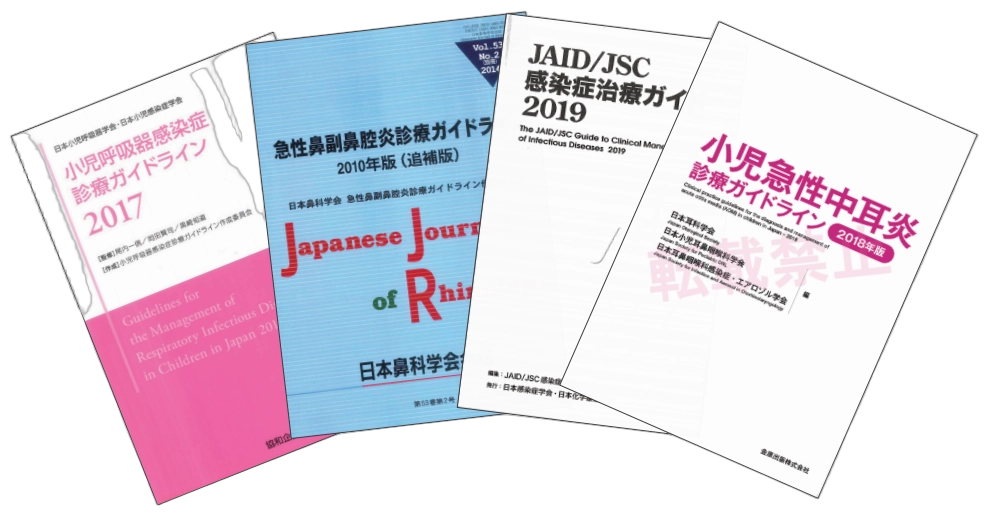 日本小児呼吸器学会・日本小児感染症学会
小児呼吸器感染症
診療ガイドライン
2017
【監修】尾内一信／岡田賢司／黒崎知道
【作成】小児呼吸器感染症診療ガイドライン作成委員会
Guidelines for
the Management of
Respiratory Infectious Di
in Children in Japan 201
協和企
Vol.53
No.2
2014
急性鼻副鼻腔炎診療ガイドラ
2010年版（追補版）
日本鼻科学会 急性鼻副鼻腔炎診療ガイドライン作
Japanese Journ
of Rhin
日本鼻科学会会
第53巻第2号
JAID/JSC
感染症治療ガイ
2019
The JAID/JSC Guide to Clinical Mana
of Infectious Diseases 2019
編集：JAID/JSC感染症
発行：日本感染症学会・日本化学療
小児急性中耳炎
診療ガイドライン 2018年版
Clinical practice guidelines for the diagnosis and management of
acute otitis media (AOM) in children in Japan - 2018
日本耳科学会
Japan Otological Society
日本小児耳鼻咽喉科学会
Japan Society for Pediatric ORL
日本耳鼻咽喉科感染症・エアロゾル学会
Japan Society for Infection and Aerosol in Otorhinolaryngology
編
転載禁止
金原出版株式会社